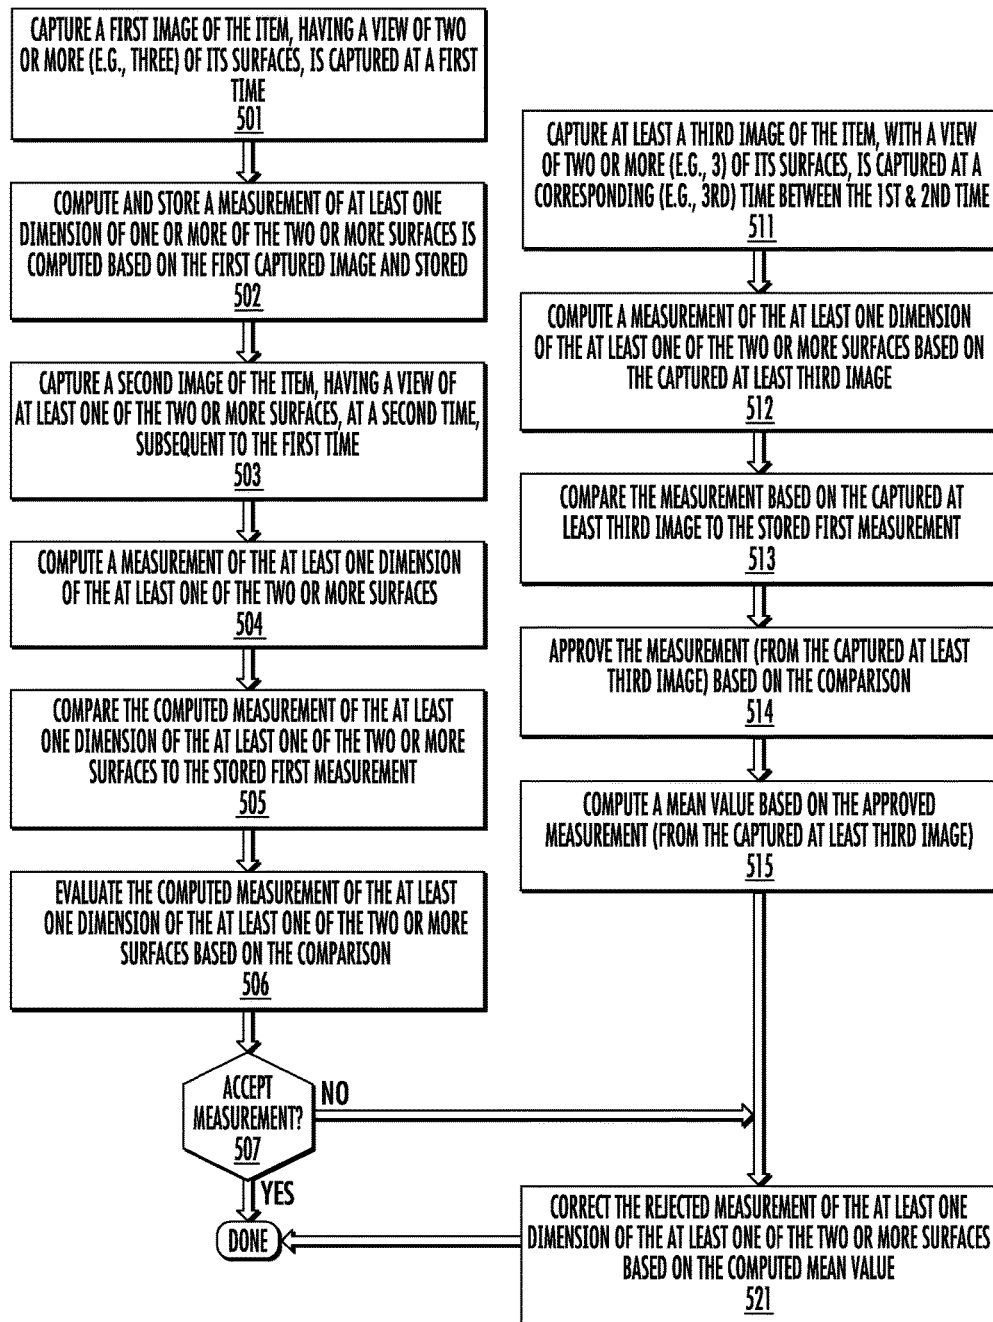 CAPTURE A FIRST IMAGE OF THE ITEM, HAVING A VIEW OF TWO
OR MORE (E.G., THREE) OF ITS SURFACES, IS CAPTURED AT A FIRST
TIME
501
COMPUTE AND STORE A MEASUREMENT OF AT LEAST ONE
DIMENSION OF ONE OR MORE OF THE TWO OR MORE SURFACES IS
COMPUTED BASED ON THE FIRST CAPTURED IMAGE AND STORED
502
CAPTURE A SECOND IMAGE OF THE ITEM, HAVING A VIEW OF
AT LEAST ONE OF THE TWO OR MORE SURFACES, AT A SECOND TIME,
SUBSEQUENT TO THE FIRST TIME
503
COMPUTE A MEASUREMENT OF THE AT LEAST ONE DIMENSION
OF THE AT LEAST ONE OF THE TWO OR MORE SURFACES
504
COMPARE THE COMPUTED MEASUREMENT OF THE AT LEAST
ONE DIMENSION OF THE AT LEAST ONE OF THE TWO OR MORE
SURFACES TO THE STORED FIRST MEASUREMENT
505
EVALUATE THE COMPUTED MEASUREMENT OF THE AT LEAST
ONE DIMENSION OF THE AT LEAST ONE OF THE TWO OR MORE
SURFACES BASED ON THE COMPARISON
506
ACCEPT
MEASUREMENT?
507
NO
YES
DONE
CAPTURE AT LEAST A THIRD IMAGE OF THE ITEM, WITH A VIEW
OF TWO OR MORE (E.G., 3) OF ITS SURFACES, IS CAPTURED AT A
CORRESPONDING (E.G., 3RD) TIME BETWEEN THE 1ST & 2ND TIME
511
COMPUTE A MEASUREMENT OF THE AT LEAST ONE DIMENSION
OF THE AT LEAST ONE OF THE TWO OR MORE SURFACES BASED ON
THE CAPTURED AT LEAST THIRD IMAGE
512
COMPARE THE MEASUREMENT BASED ON THE CAPTURED AT
LEAST THIRD IMAGE TO THE STORED FIRST MEASUREMENT
513
APPROVE THE MEASUREMENT (FROM THE CAPTURED AT LEAST
THIRD IMAGE) BASED ON THE COMPARISON
514
COMPUTE A MEAN VALUE BASED ON THE APPROVED
MEASUREMENT (FROM THE CAPTURED AT LEAST THIRD IMAGE)
515
CORRECT THE REJECTED MEASUREMENT OF THE AT LEAST ONE
DIMENSION OF THE AT LEAST ONE OF THE TWO OR MORE SURFACES
BASED ON THE COMPUTED MEAN VALUE
521